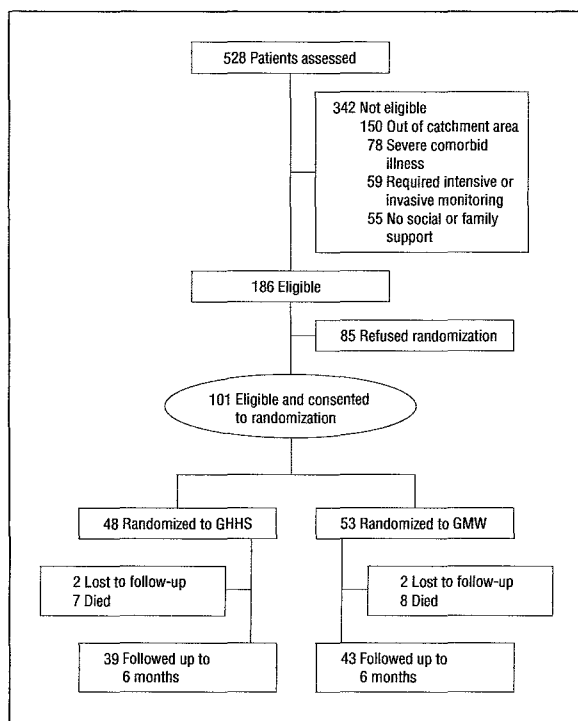 528 Patients assessed
342 Not eligible
150 Out of catchment area
78 Severe comorbid
illness
59 Required intensive or
invasive monitoring
55 No social or family
support
186 Eligible
85 Refused randomization
101 Eligible and consented
to randomization
48 Randomized to GHHS
53 Randomized to GMW
2 Lost to follow-up
7 Died
2 Lost to follow-up
8 Died
39 Followed up to
6 months
43 Followed up to
6 months